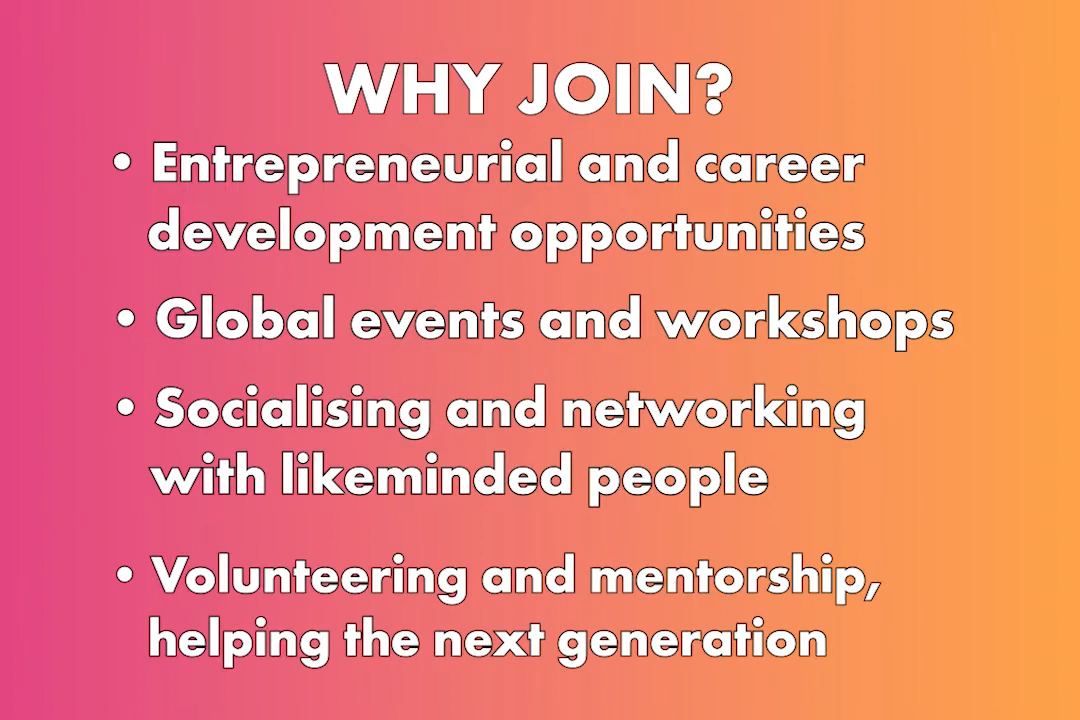 WHY JOIN?
• Entrepreneurial and career
development opportunities
• Global events and workshops
• Socialising and networking
with likeminded people
• Volunteering and mentorship,
helping the next generation